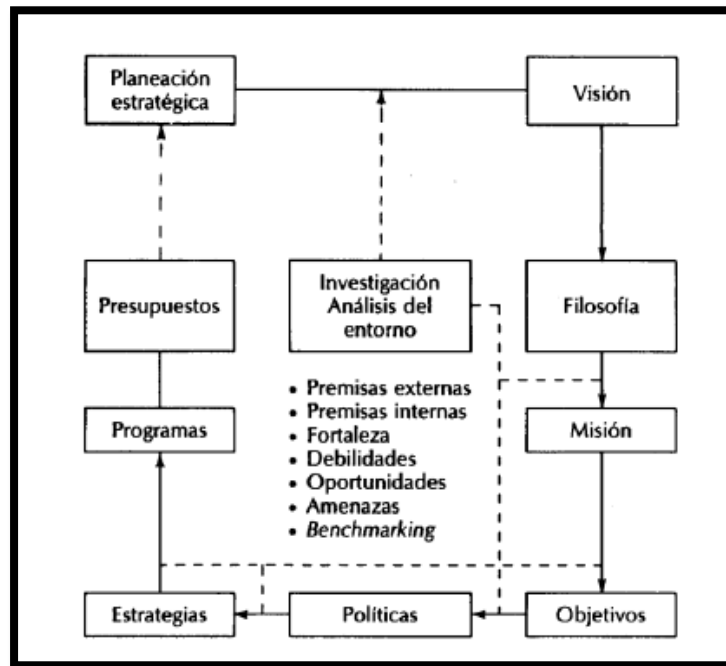 Planeación
estratégica
Visión
Presupuestos
Investigación
Análisis del
entorno
Filosofía
• Premisas externas
• Premisas internas
• Fortaleza
• Debilidades
• Oportunidades
• Amenazas
• Benchmarking
Programas
Misión
Estrategias
Políticas
Objetivos